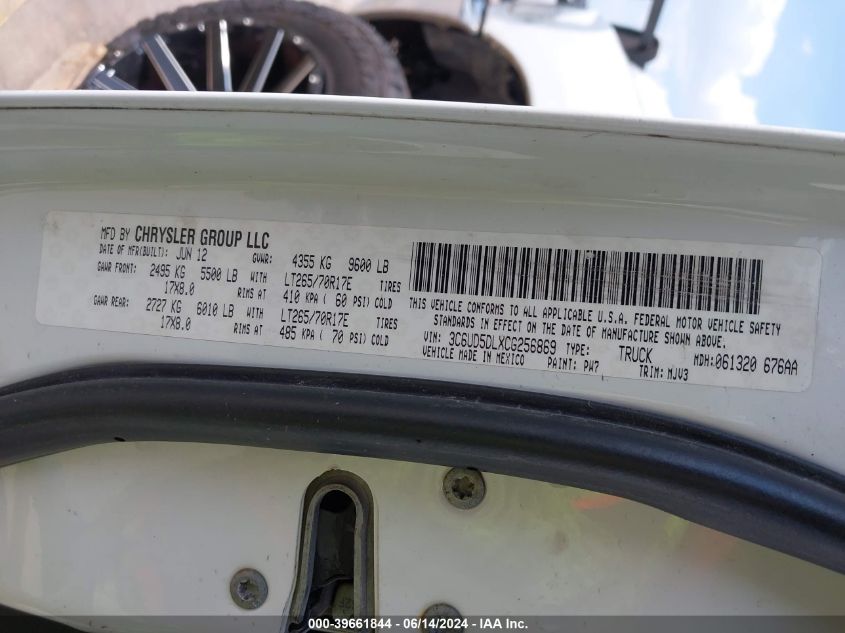 MFD BY CHRYSLER GROUP LLC
DATE OF MFR(BUILT): JUN 12 GVWR: 4355 KG 9600 LB
GAWR FRONT: 2495 KG 5500 LB WITH LT265/70R17E TIRES
17X8.0 RIMS AT 410 KPA ( 60 PSI) COLD
GAWR REAR: 2727 KG 6010 LB WITH LT265/70R17E TIRES
17X8.0 RIMS AT 485 KPA ( 70 PSI) COLD
THIS VEHICLE CONFORMS TO ALL APPLICABLE U.S.A. FEDERAL MOTOR VEHICLE SAFETY
STANDARDS IN EFFECT ON THE DATE OF MANUFACTURE SHOWN ABOVE.
VIN: 3C6UD5DLXCG256869 TYPE: TRUCK MDH:061320 676AA
VEHICLE MADE IN MEXICO PAINT: PW7 TRIM: MJV3
000-39661844 / 06/14/2024 - IAA Inc.